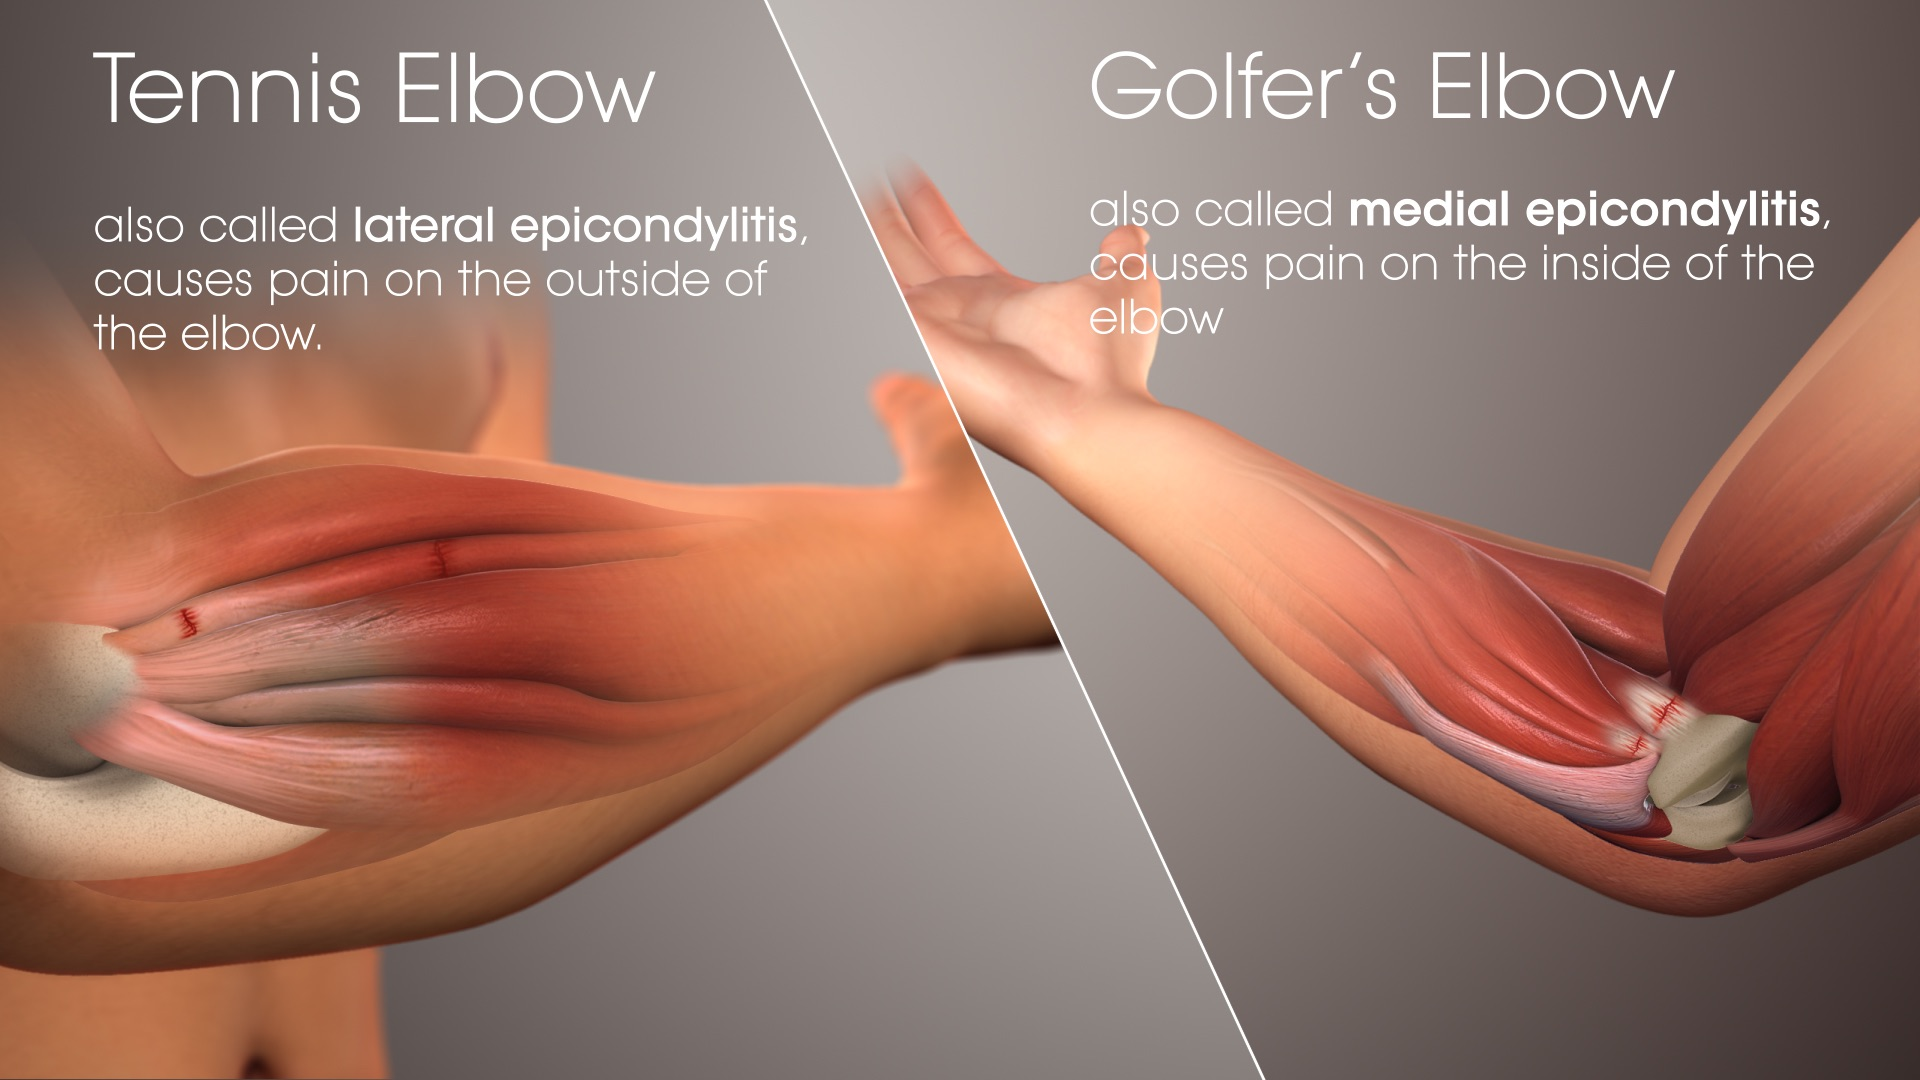 Tennis Elbow
also called lateral epicondylitis,
causes pain on the outside of
the elbow.
Golfer‘s Elbow
also called medial epicondylitis,
causes pain on the inside of the
elbow